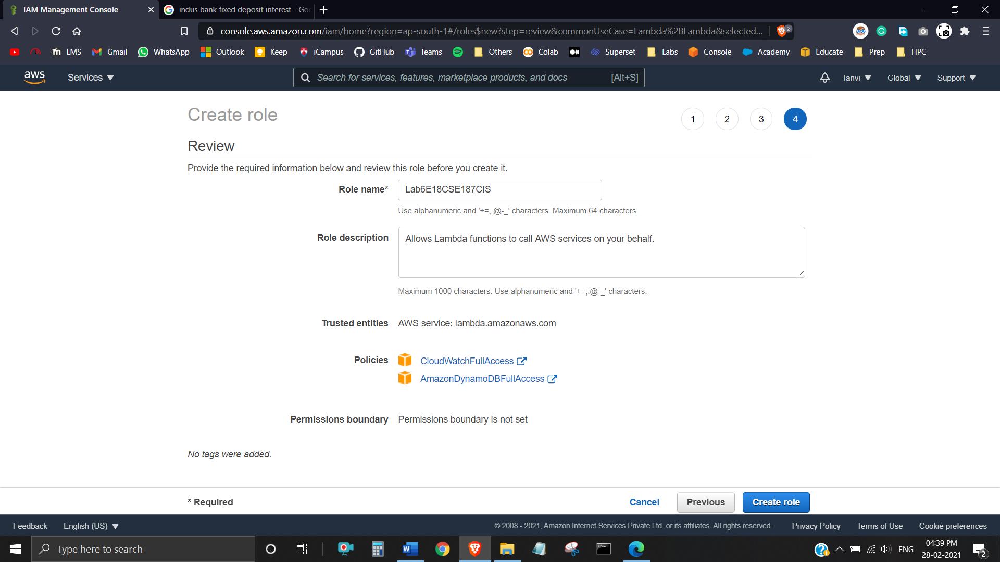 IAM Management Console
indus bank fixed deposit interest - Goo
console.aws.amazon.com/iam/home?region=ap-south-1#/roles$new?step=review&commonUseCase=Lambda%2BLambda&selected...
2
LMS Gmail WhatsApp Outlook Keep iCampus GitHub Teams Others Colab Superset Labs Console Academy Educate Prep HPC
aws Services Search for services, features, marketplace products, and docs [Alt+S] Tanvi Global Support
Create role
1 2 3 4
Review
Provide the required information below and review this role before you create it.
Role name* Lab6E18CSE187CIS
Use alphanumeric and '+=,.@-_' characters. Maximum 64 characters.
Role description Allows Lambda functions to call AWS services on your behalf.
Maximum 1000 characters. Use alphanumeric and '+=,.@-_' characters.
Trusted entities AWS service: lambda.amazonaws.com
Policies CloudWatchFullAccess
AmazonDynamoDBFullAccess
Permissions boundary Permissions boundary is not set
No tags were added.
* Required Cancel Previous Create role
Feedback English (US) © 2008 - 2021, Amazon Internet Services Private Ltd. or its affiliates. All rights reserved. Privacy Policy Terms of Use Cookie preferences
Type here to search
ENG
04:39 PM
28-02-2021
2